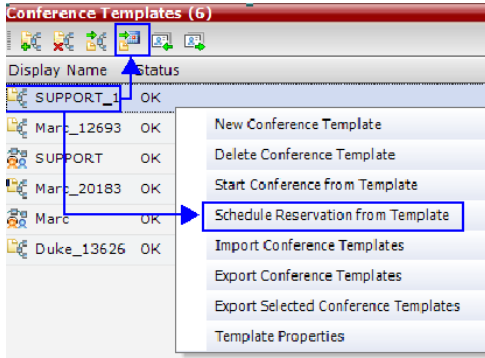 Conference Templates (6)
Display Name Status
SUPPORT_1 OK
Marc_12693 OK
SUPPORT OK
Marc_20183 OK
Marc OK
Duke_13626 OK
New Conference Template
Delete Conference Template
Start Conference from Template
Schedule Reservation from Template
Import Conference Templates
Export Conference Templates
Export Selected Conference Templates
Template Properties